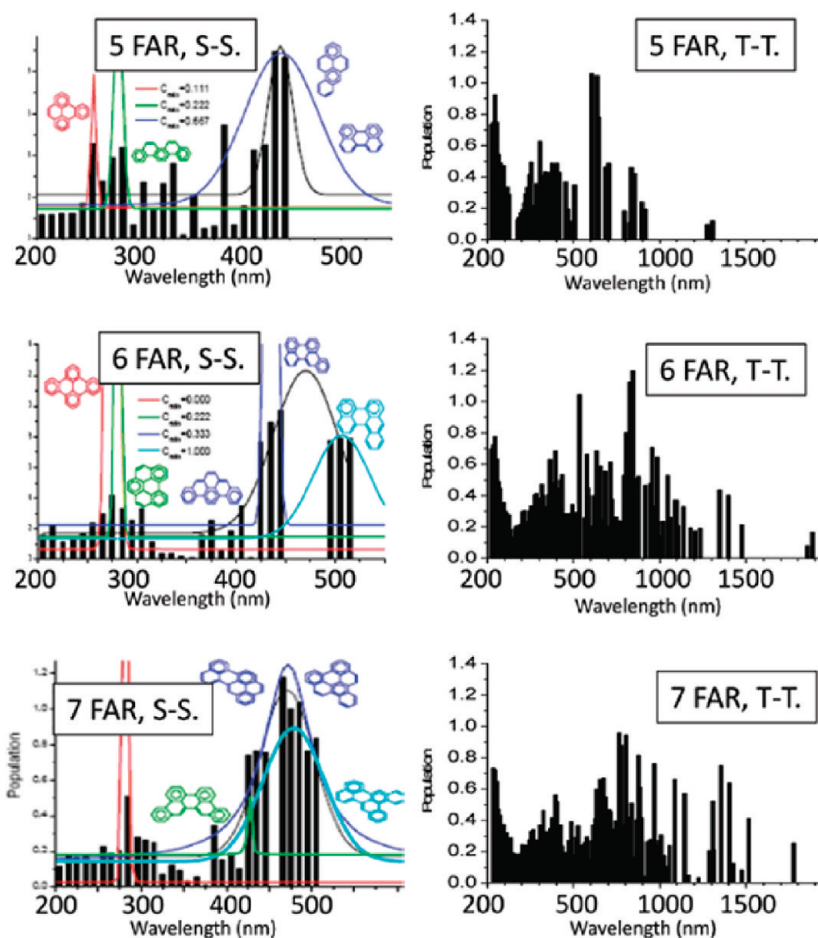 5 FAR, S-S.
C =0.111
C =0.222
C =0.667
200 300 400 500
Wavelength (nm)
5 FAR, T-T.
Population
1.4
1.2
1.0
0.8
0.6
0.4
0.2
0.0
200 500 1000 1500
Wavelength (nm)
6 FAR, S-S.
C =0.000
C =0.222
C =0.333
C =1.000
200 300 400 500
Wavelength (nm)
6 FAR, T-T.
Population
1.4
1.2
1.0
0.8
0.6
0.4
0.2
0.0
200 500 1000 1500
Wavelength (nm)
7 FAR, S-S.
Population
1.2
1.0
0.8
0.6
0.4
0.2
0.0
200 300 400 500 600
Wavelength (nm)
7 FAR, T-T.
Population
1.4
1.2
1.0
0.8
0.6
0.4
0.2
0.0
200 500 1000 1500
Wavelength (nm)